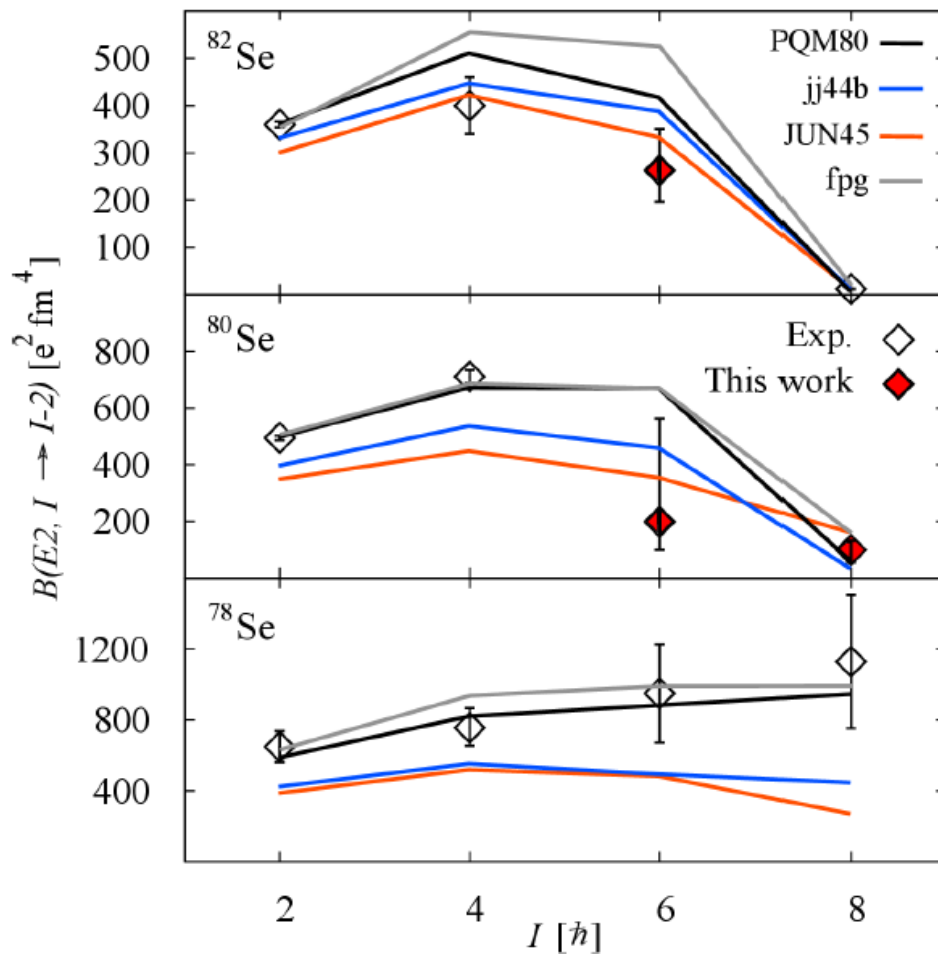 ⁸²Se
PQM80
jj44b
JUN45
fpg
500
400
300
200
100
⁸⁰Se
Exp.
This work
800
600
400
200
⁷⁸Se
1200
800
400
B(E2, I → I-2) [e² fm⁴]
2 4 6 8
I [ℏ]